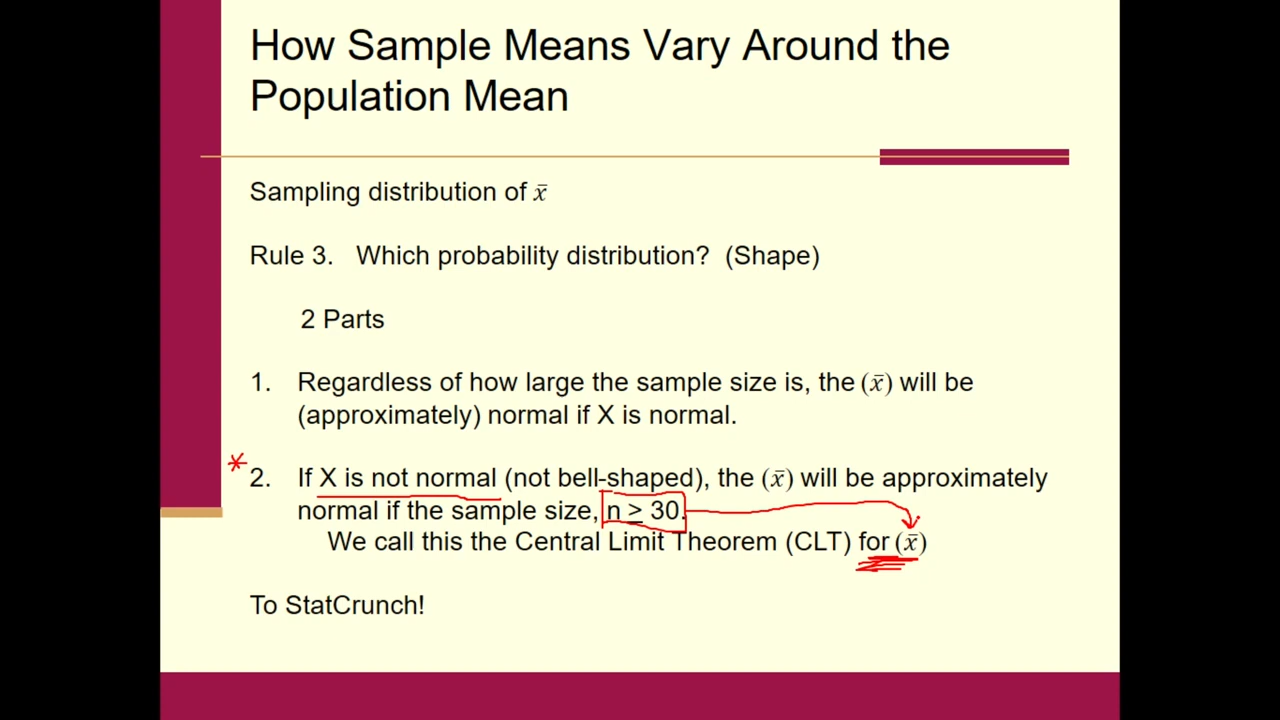 How Sample Means Vary Around the
Population Mean
Sampling distribution of x̄
Rule 3. Which probability distribution? (Shape)
2 Parts
1. Regardless of how large the sample size is, the (x̄) will be
(approximately) normal if X is normal.
* 2. If X is not normal (not bell-shaped), the (x̄) will be approximately
normal if the sample size, n ≥ 30.
We call this the Central Limit Theorem (CLT) for (x̄)
To StatCrunch!